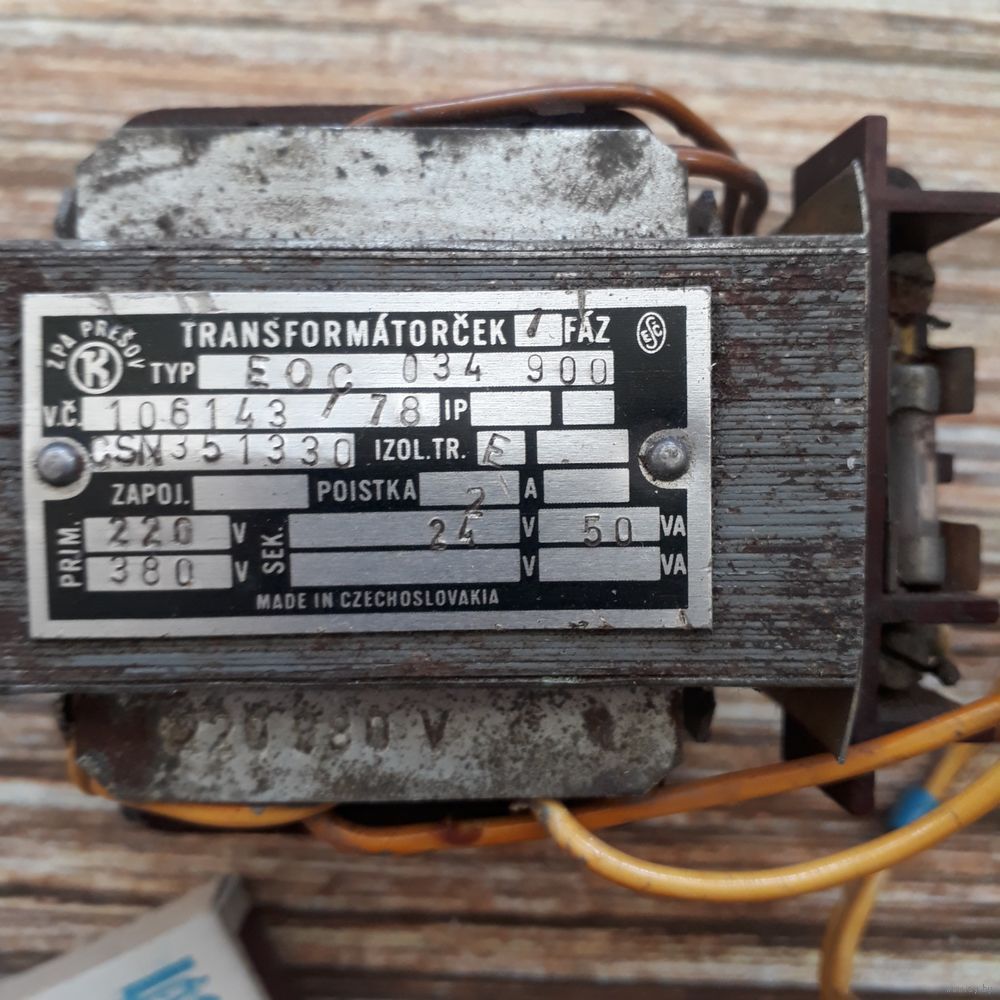 ZPA PREŠOV
K
TRANSFORMÁTORČEK 1 FÁZ
ESČ
TYP EOC 034 900
V.Č. 106143 / 78 IP
ČSN 351330 IZOL.TR. E
ZAPOJ. POISTKA 2 A
PRIM. 220 V SEK. 24 V 50 VA
380 V V VA
MADE IN CZECHOSLOVAKIA
220 380 V